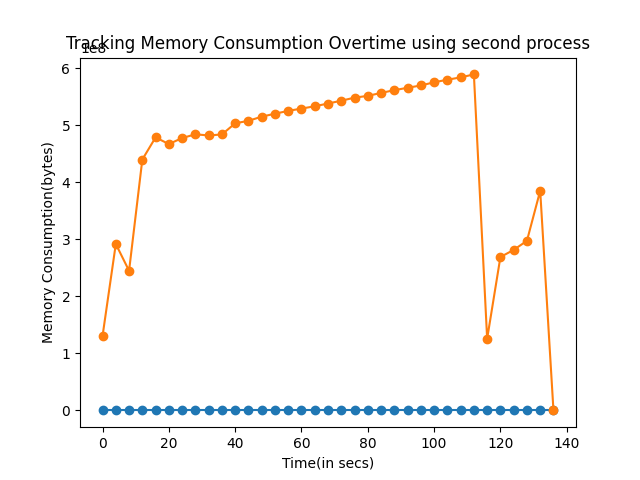 Tracking Memory Consumption Overtime using second process
1e8
6
5
4
3
2
1
0
Memory Consumption(bytes)
0 20 40 60 80 100 120 140
Time(in secs)